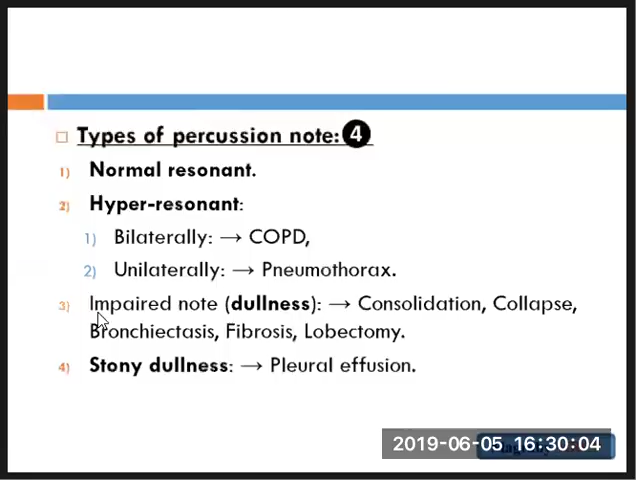 Types of percussion note: 4
1) Normal resonant.
2) Hyper-resonant:
1) Bilaterally: → COPD,
2) Unilaterally: → Pneumothorax.
3) Impaired note (dullness): → Consolidation, Collapse,
Bronchiectasis, Fibrosis, Lobectomy.
4) Stony dullness: → Pleural effusion.
2019-06-05 16:30:04